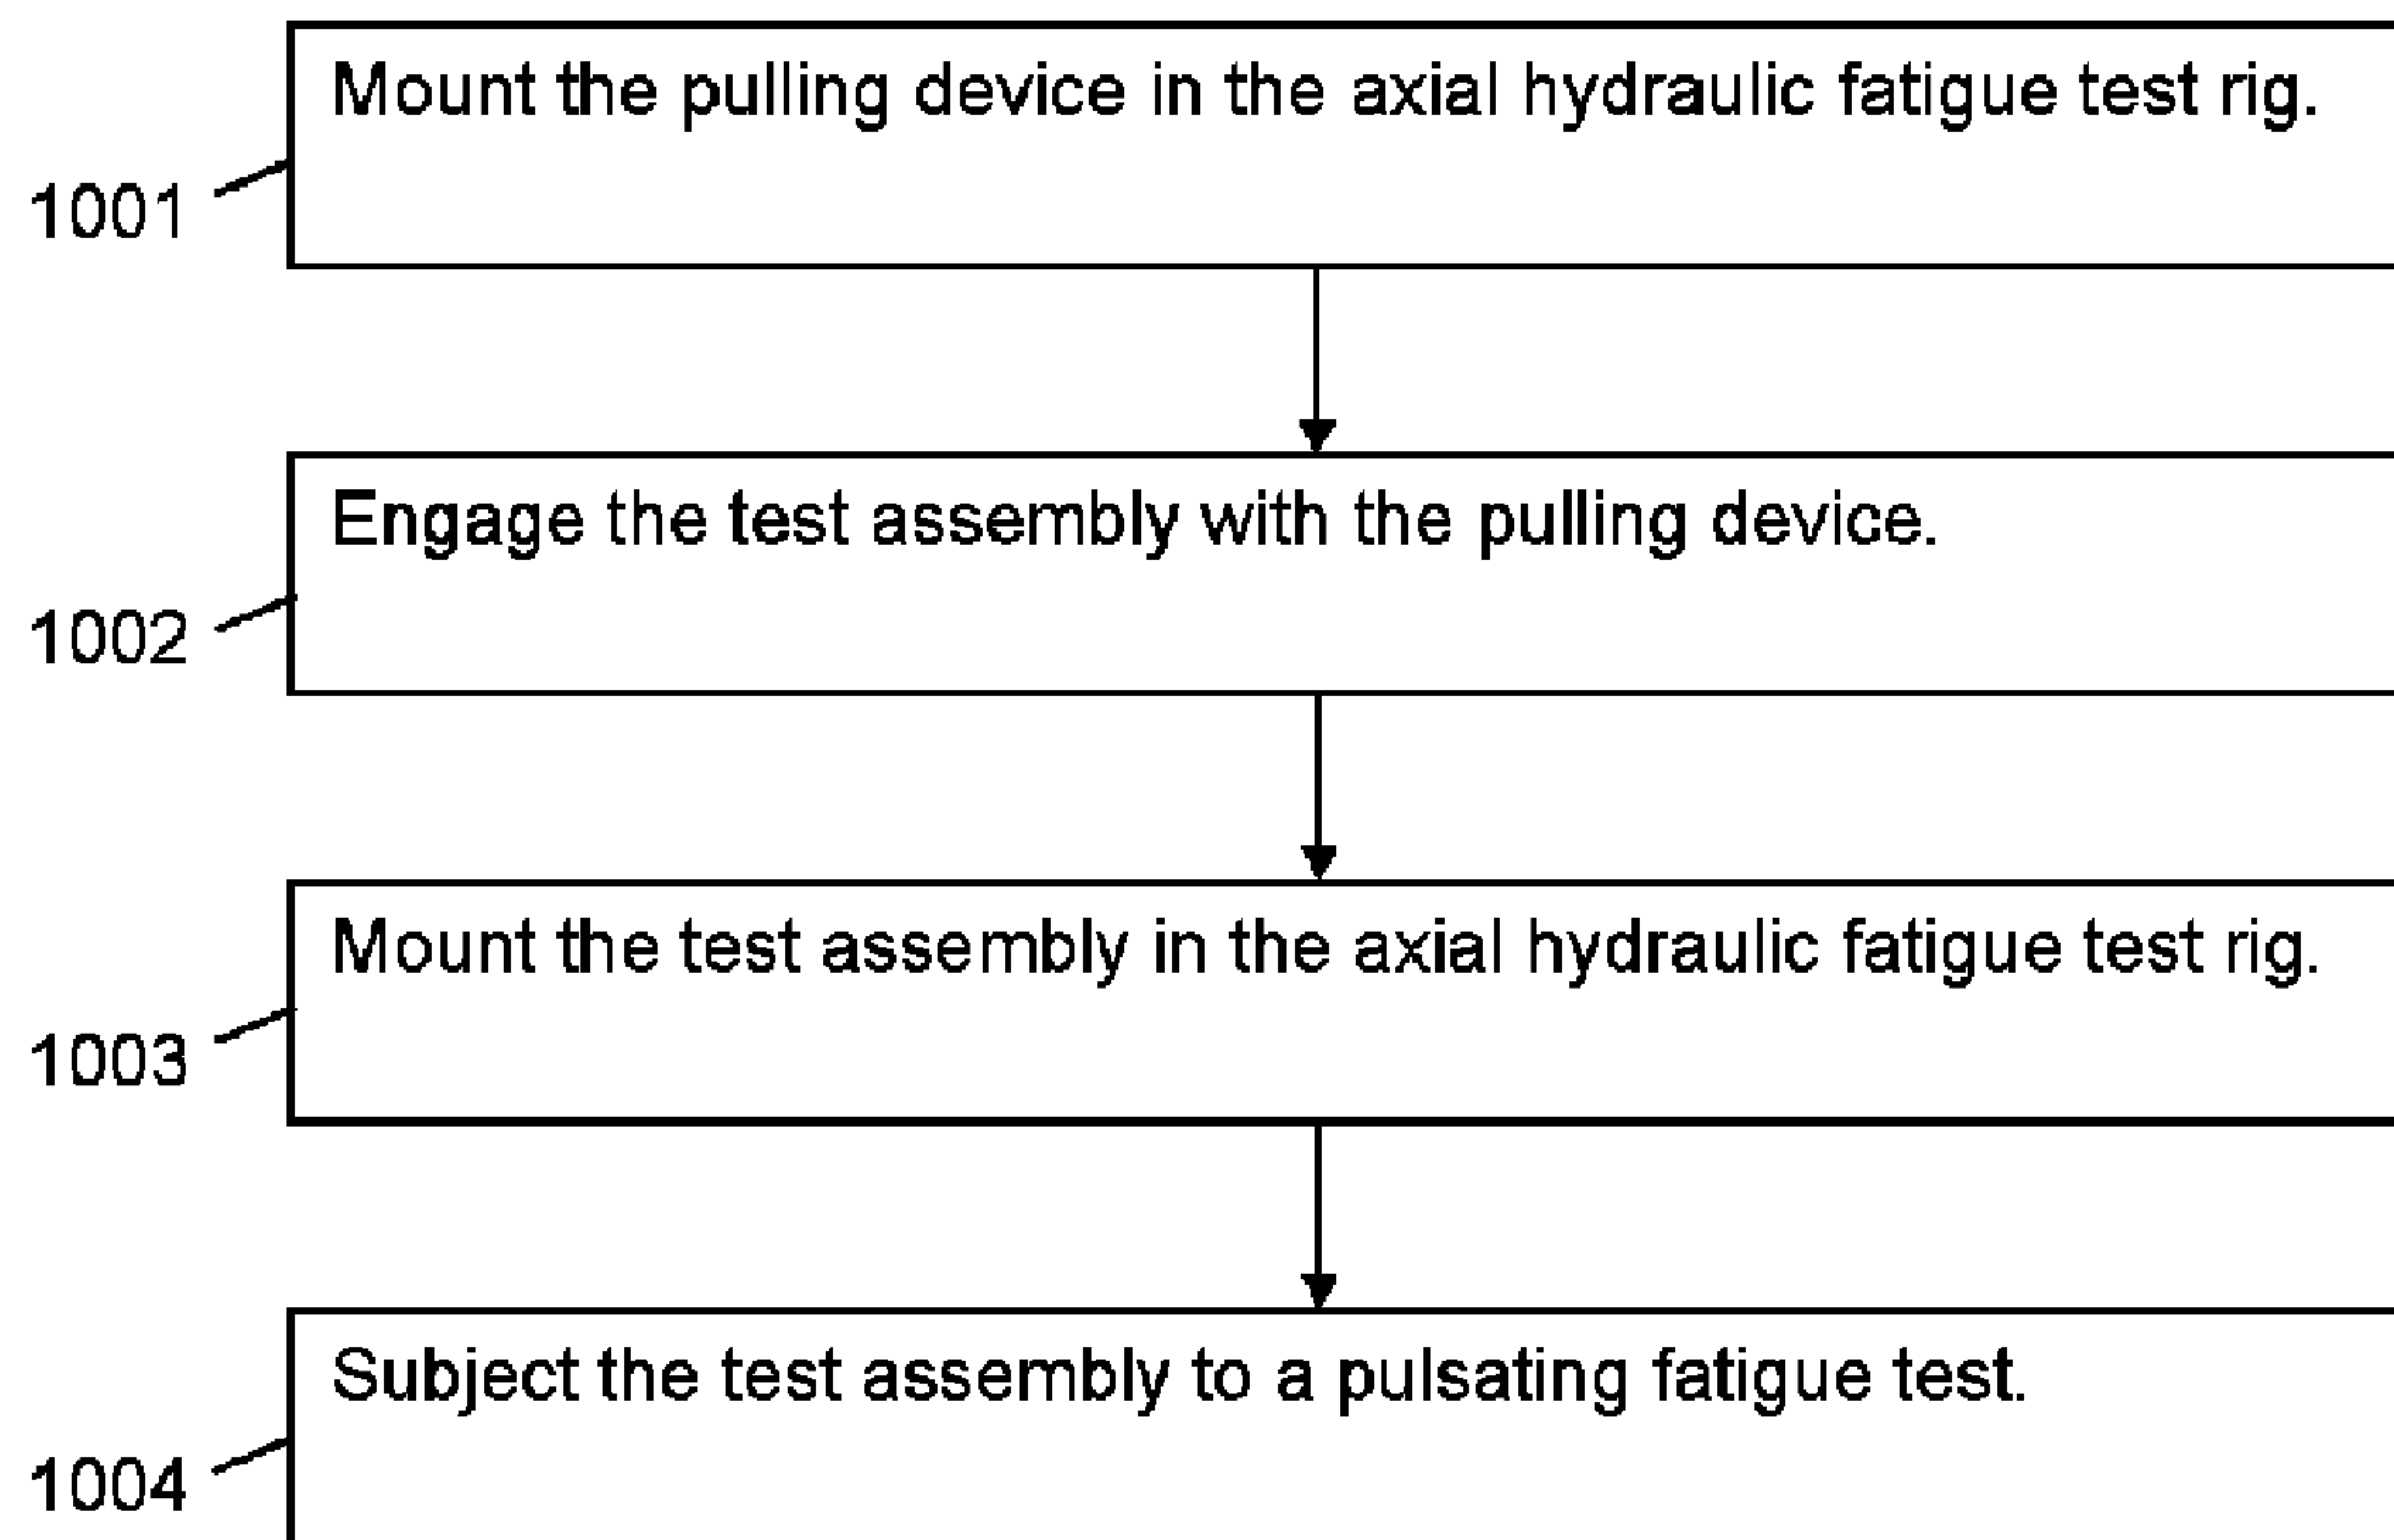 Mount the pulling device in the axial hydraulic fatigue test rig.
1001
Engage the test assembly with the pulling device.
1002
Mount the test assembly in the axial hydraulic fatigue test rig.
1003
Subject the test assembly to a pulsating fatigue test.
1004